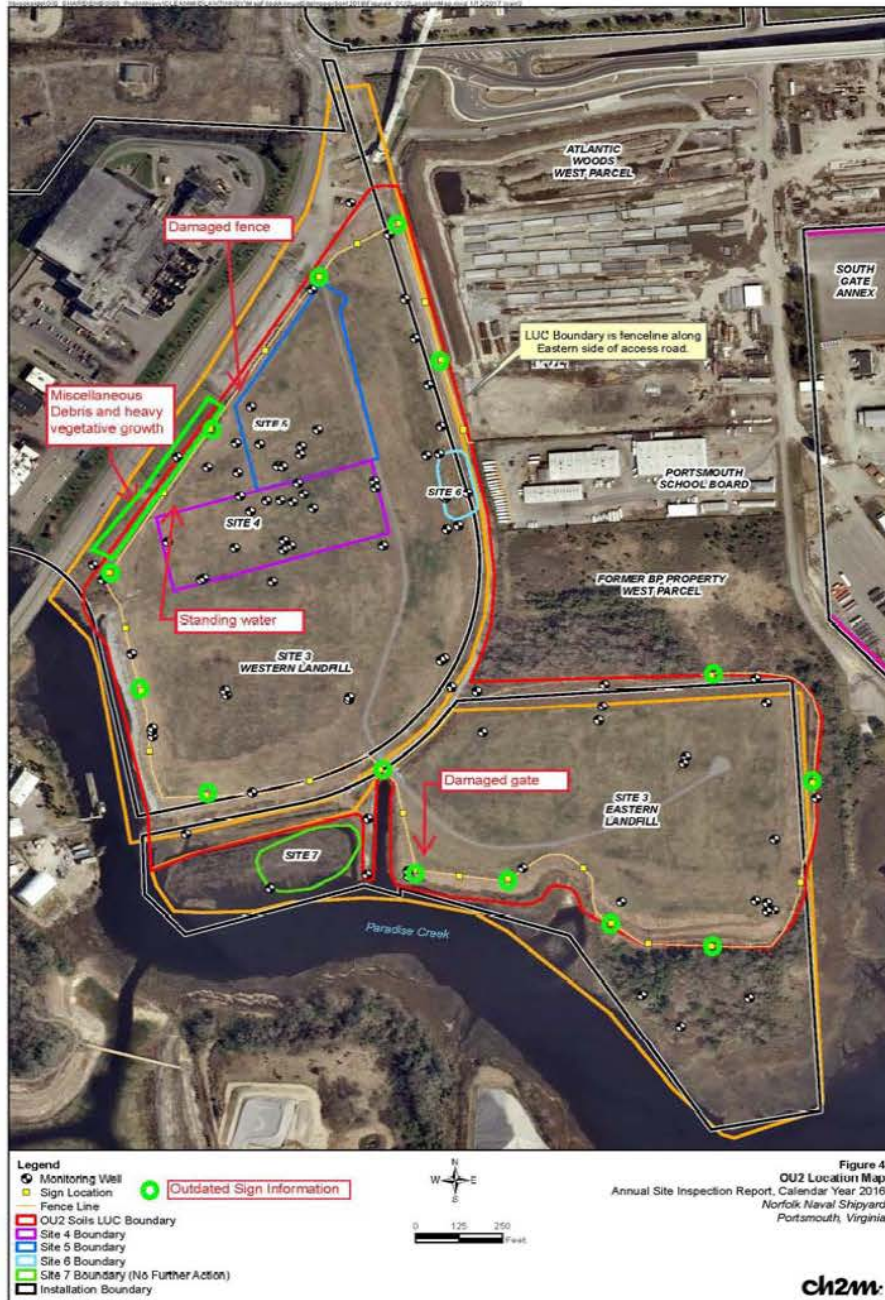 ATLANTIC
WOODS
WEST PARCEL
Damaged fence
SOUTH
GATE
ANNEX
LUC Boundary is fenceline along
Eastern side of access road.
Miscellaneous
Debris and heavy
vegetative growth
SITE 5
SITE 6
PORTSMOUTH
SCHOOL BOARD
SITE 4
FORMER BP PROPERTY
WEST PARCEL
Standing water
SITE 3
WESTERN LANDFILL
Damaged gate
SITE 3
EASTERN
LANDFILL
SITE 7
Paradise Creek
Legend
Monitoring Well
Sign Location
Fence Line
OU2 Soils LUC Boundary
Site 4 Boundary
Site 5 Boundary
Site 6 Boundary
Site 7 Boundary (No Further Action)
Installation Boundary
Outdated Sign Information
N
W E
S
0 125 250
Feet
Figure 4
OU2 Location Map
Annual Site Inspection Report, Calendar Year 2016
Norfolk Naval Shipyard
Portsmouth, Virginia
ch2m: